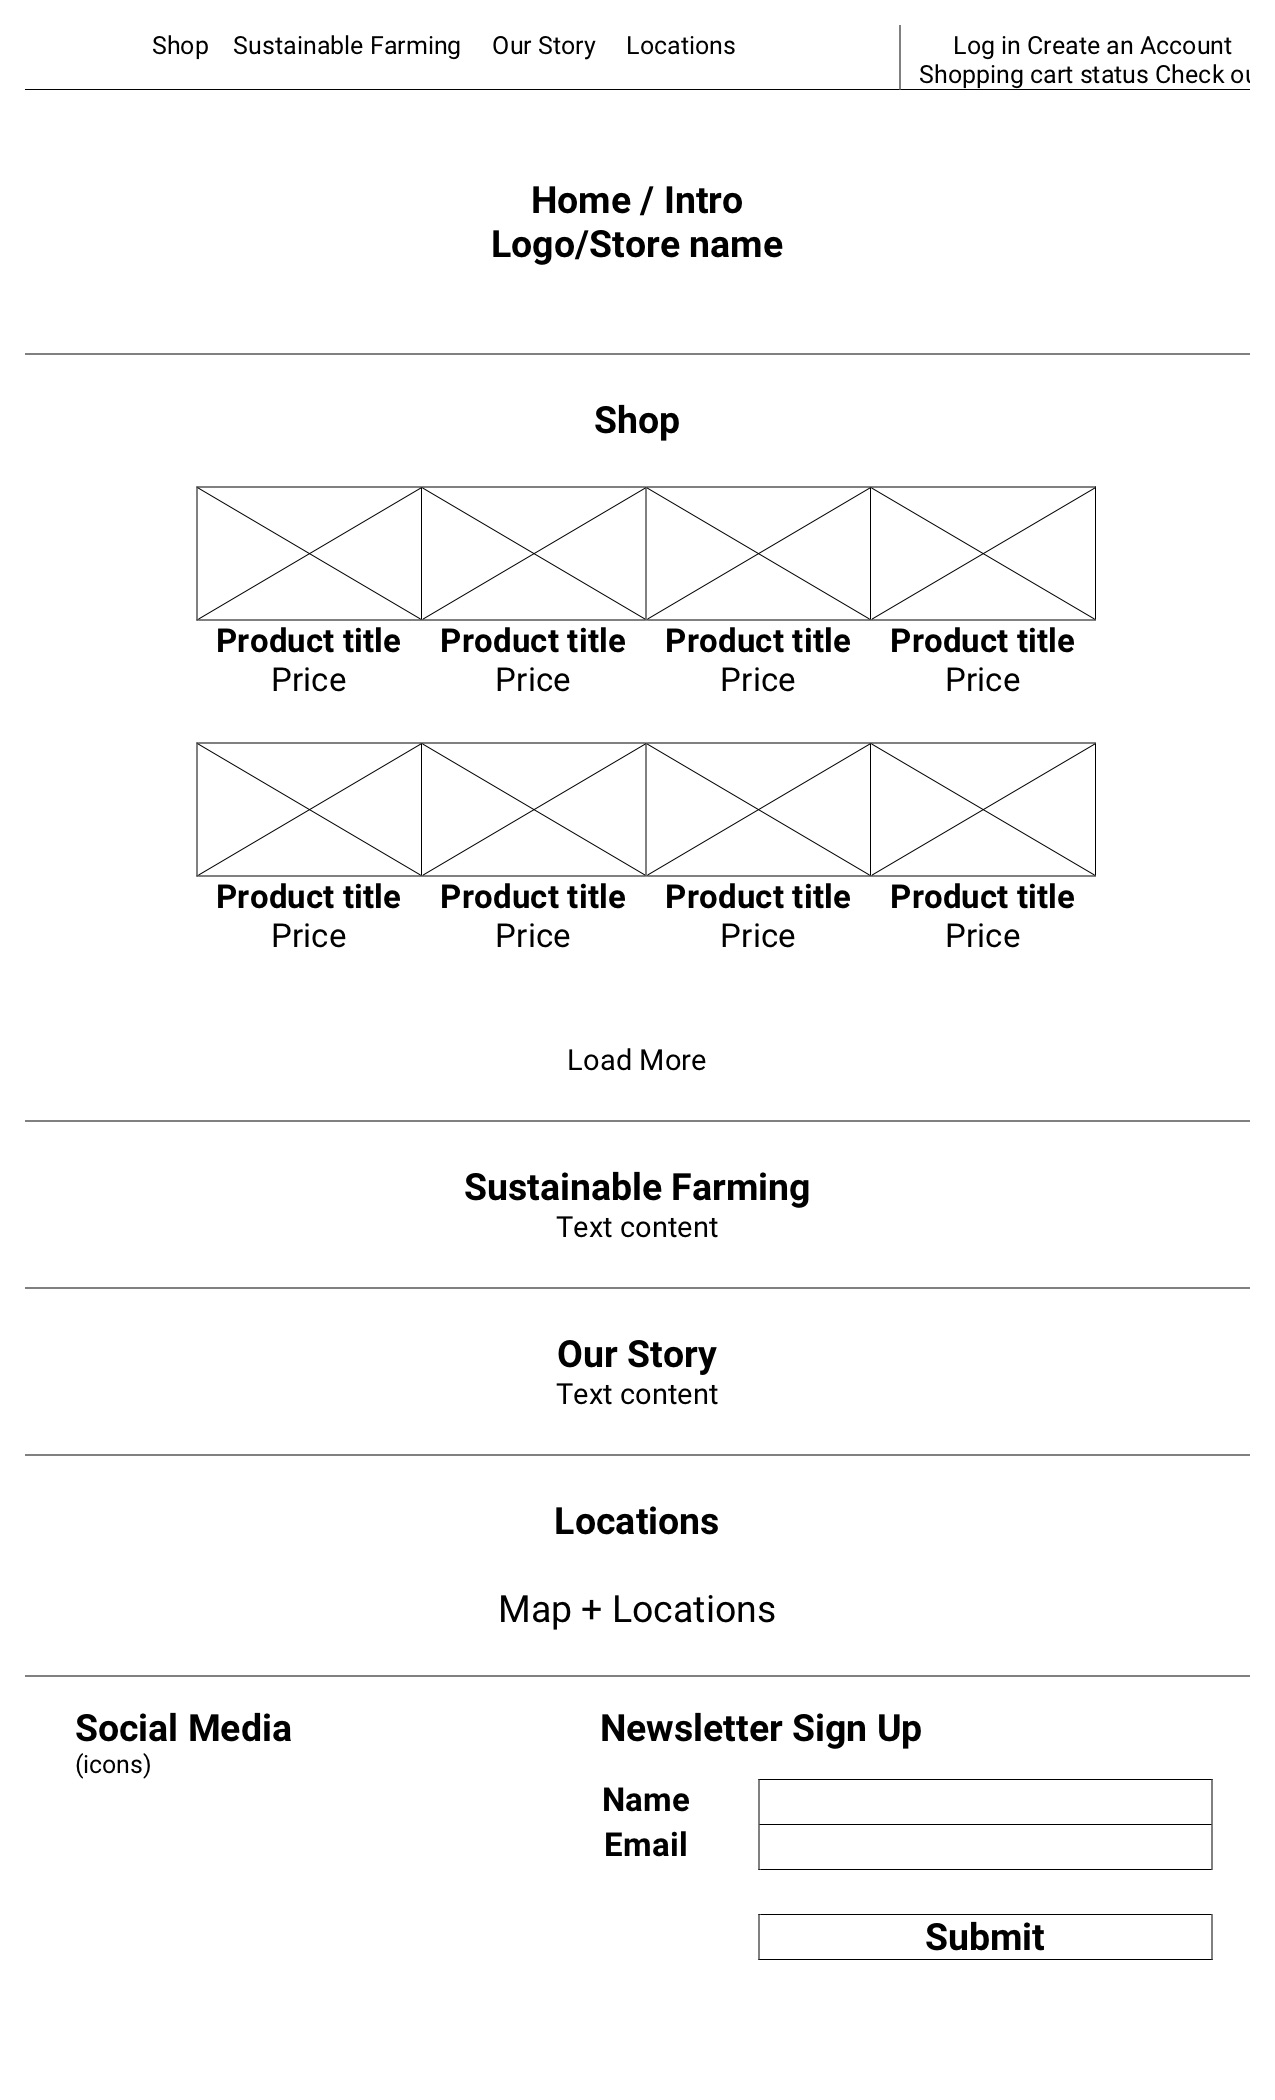 Shop Sustainable Farming Our Story Locations
Log in Create an Account
Shopping cart status Check
Home / Intro
Logo/Store name
Shop
Product title Product title Product title Product title
Price Price Price Price
Product title Product title Product title Product title
Price Price Price Price
Load More
Sustainable Farming
Text content
Our Story
Text content
Locations
Map + Locations
Social Media
(icons)
Newsletter Sign Up
Name
Email
Submit